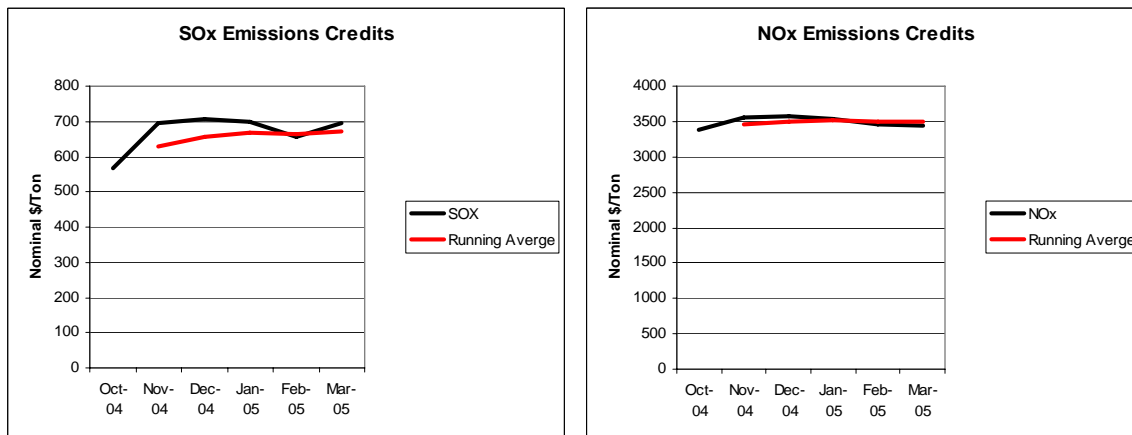 SOx Emissions Credits
Nominal $/Ton
800
700
600
500
400
300
200
100
0
Oct-
04
Nov-
04
Dec-
04
Jan-
05
Feb-
05
Mar-
05
SOX
Running Averge
NOx Emissions Credits
Nominal $/Ton
4000
3500
3000
2500
2000
1500
1000
500
0
Oct-
04
Nov-
04
Dec-
04
Jan-
05
Feb-
05
Mar-
05
NOx
Running Averge